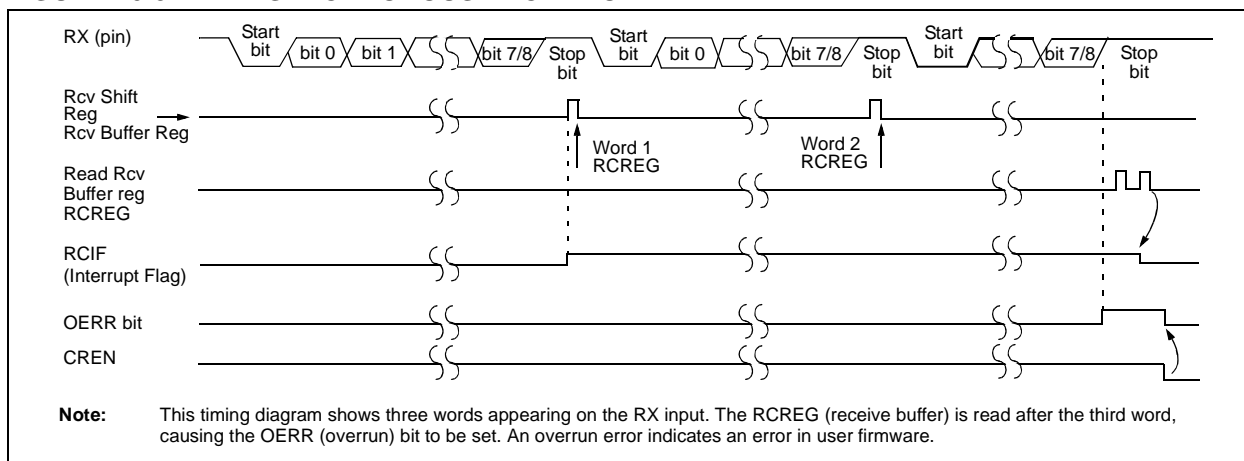 RX (pin)
Start bit
bit 0
bit 1
bit 7/8
Stop bit
Start bit
bit 0
bit 7/8
Stop bit
Start bit
bit 7/8
Stop bit
Rcv Shift
Reg
Rcv Buffer Reg
Word 1
RCREG
Word 2
RCREG
Read Rcv
Buffer reg
RCREG
RCIF
(Interrupt Flag)
OERR bit
CREN
Note: This timing diagram shows three words appearing on the RX input. The RCREG (receive buffer) is read after the third word,
causing the OERR (overrun) bit to be set. An overrun error indicates an error in user firmware.